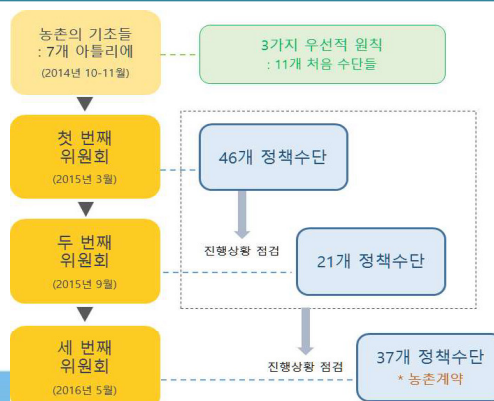 농촌의 기초들
: 7개 아틀리에
(2014년 10-11월)
3가지 우선적 원칙
: 11개 처음 수단들
첫 번째
위원회
(2015년 3월)
46개 정책수단
진행상황 점검
두 번째
위원회
(2015년 9월)
21개 정책수단
진행상황 점검
세 번째
위원회
(2016년 5월)
37개 정책수단
* 농촌계약